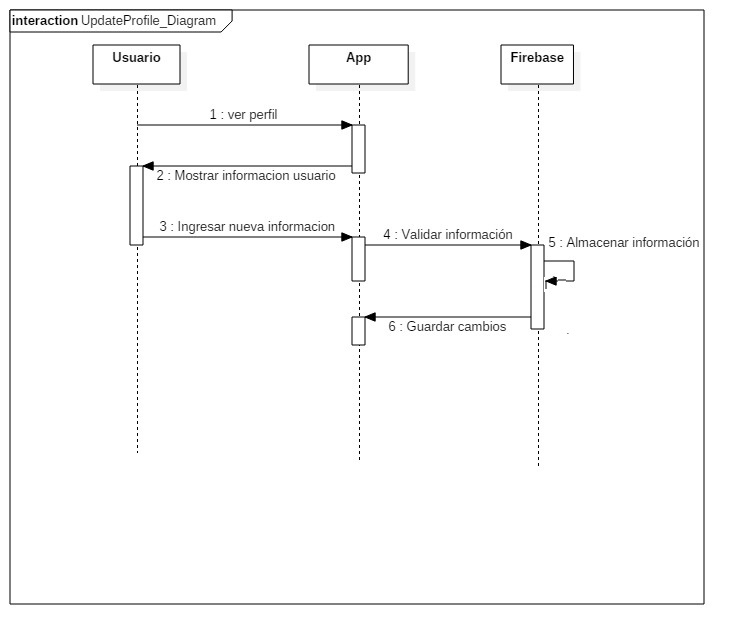 interaction UpdateProfile_Diagram
Usuario
App
Firebase
1 : ver perfil
2 : Mostrar informacion usuario
3 : Ingresar nueva informacion
4 : Validar información
5 : Almacenar información
6 : Guardar cambios